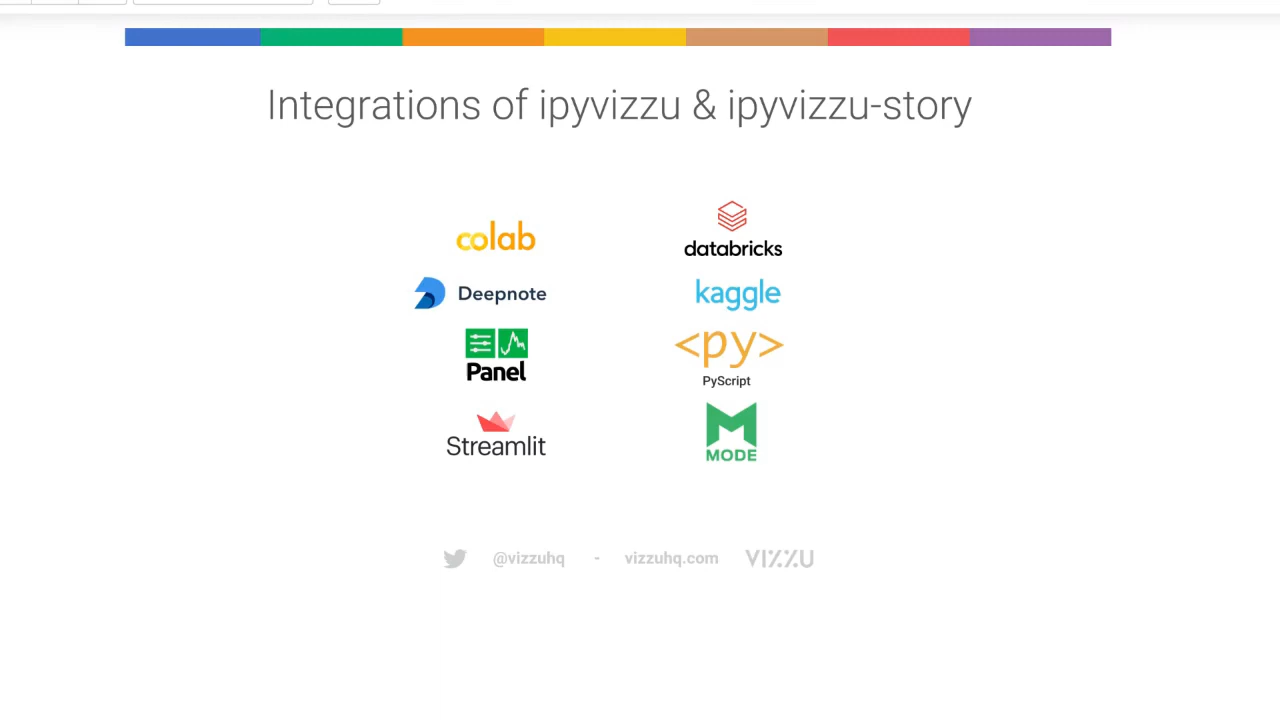 Integrations of ipyvizzu & ipyvizzu-story
colab
databricks
Deepnote
kaggle
Panel
<py>
PyScript
Streamlit
MODE
@vizzuhq - vizzuhq.com VIZZU